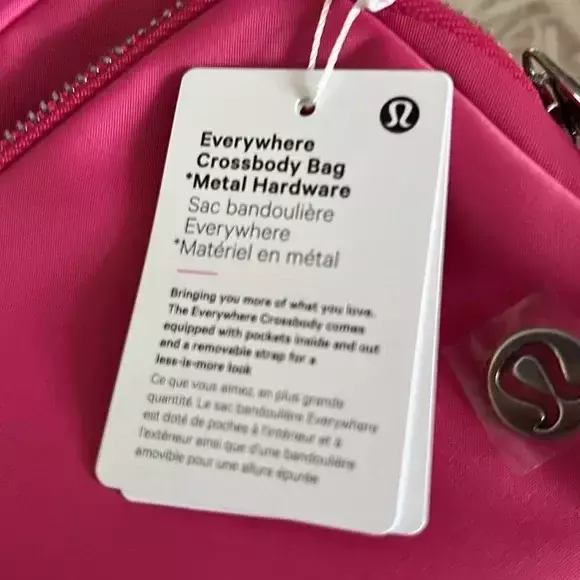 Everywhere
Crossbody Bag
*Metal Hardware
Sac bandoulière
Everywhere
*Matériel en métal
Bringing you more of what you love.
The Everywhere Crossbody comes
equipped with pockets inside and out
and a removable strap for a
less-is-more look
Ce que vous aimez, en plus grande
quantité. Le sac bandoulière Everywhere
est doté de poches à l'intérieur et à
l'extérieur ainsi que d'une bandoulière
amovible pour une allure épurée